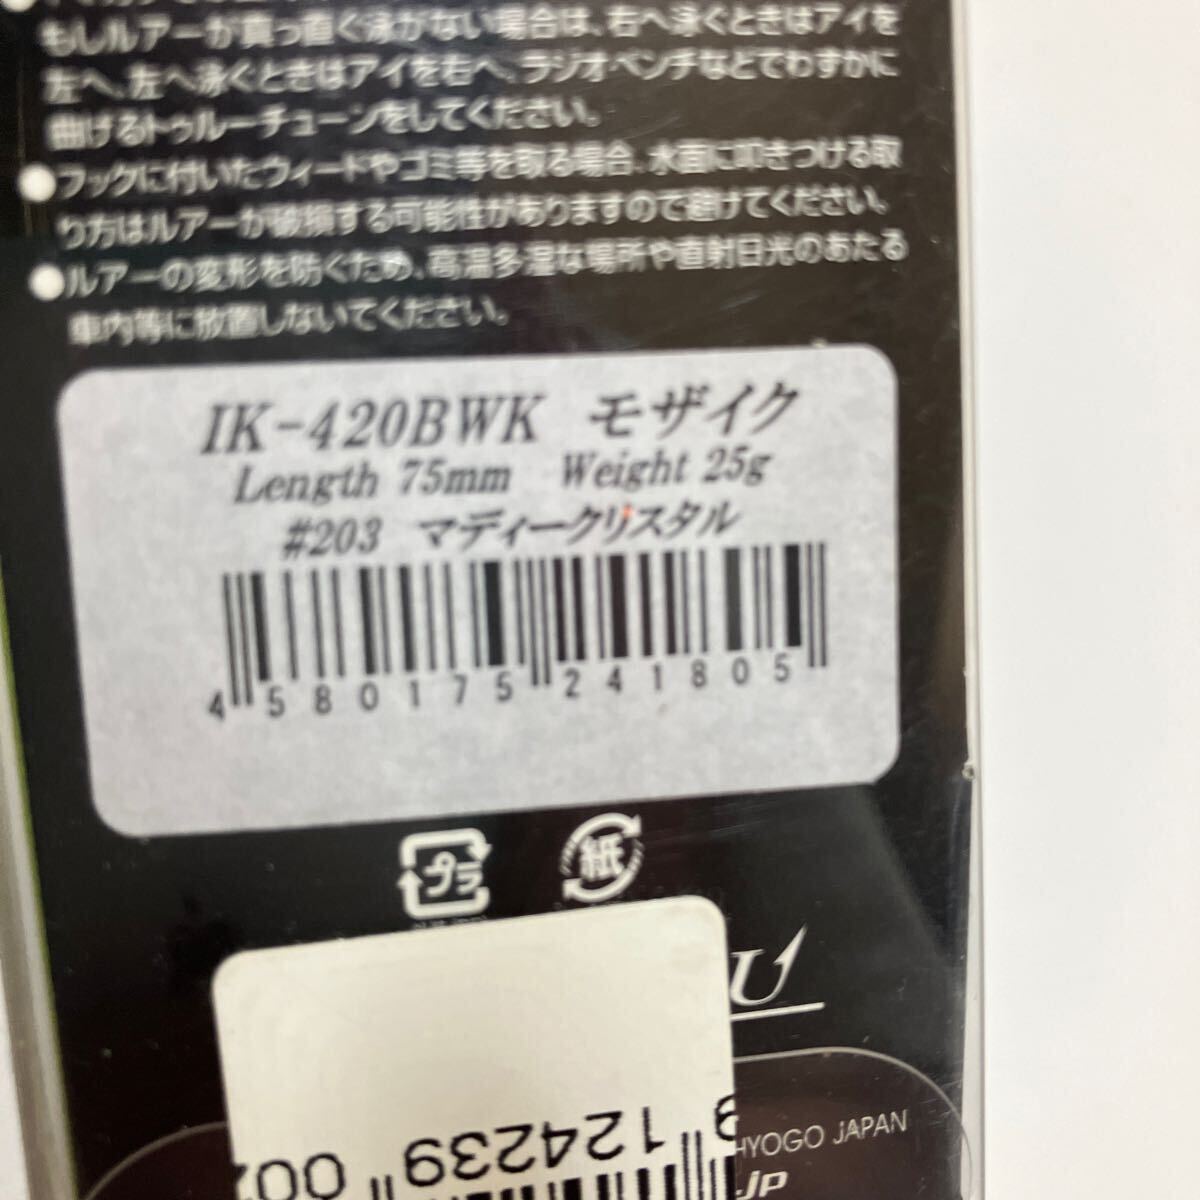 もしルアーが真っ直ぐ泳がない場合は、右へ泳ぐときはアイを
左へ、左へ泳ぐときはアイを右へ、ラジオペンチなどでわずかに
曲げるトゥルーチューンをしてください。
●フックに付いたウィードやゴミ等を取る場合、水面に叩きつける取
り方はルアーが破損する可能性がありますので避けてください。
●ルアーの変形を防ぐため、高温多湿な場所や直射日光のあたる
車内等に放置しないでください。
IK-420BWK モザイク
Length 75mm Weight 25g
#203 マディークリスタル
4 580175 241805
プラ 紙
U
HYOGO JAPAN
.jp
9 124239 00